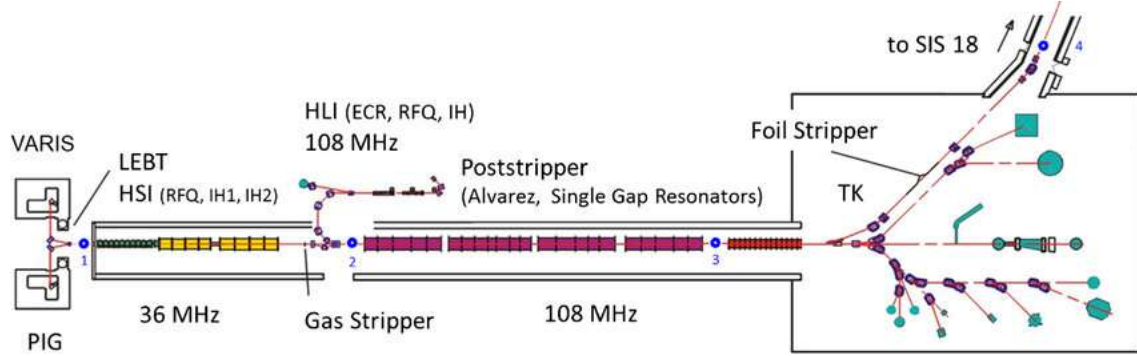 to SIS 18
4
HLI (ECR, RFQ, IH)
108 MHz
Foil Stripper
VARIS
LEBT
HSI (RFQ, IH1, IH2)
Poststripper
(Alvarez, Single Gap Resonators)
TK
1
2
3
36 MHz
Gas Stripper
108 MHz
PIG